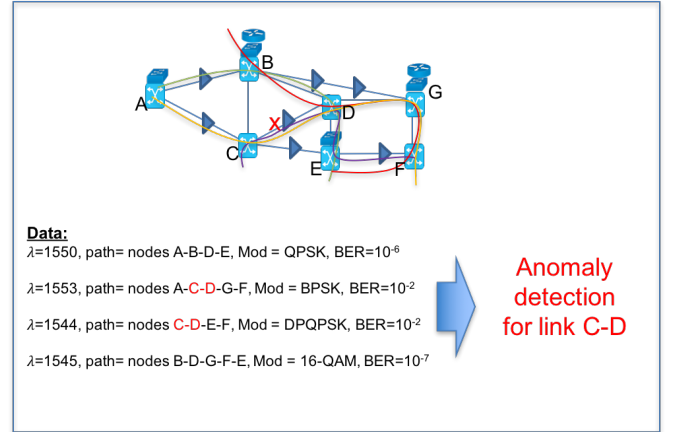 B
G
A
X
D
C
E
F
Data:
λ=1550, path= nodes A-B-D-E, Mod = QPSK, BER=10⁻⁶
λ=1553, path= nodes A-C-D-G-F, Mod = BPSK, BER=10⁻²
λ=1544, path= nodes C-D-E-F, Mod = DPQPSK, BER=10⁻²
λ=1545, path= nodes B-D-G-F-E, Mod = 16-QAM, BER=10⁻⁷
Anomaly
detection
for link C-D